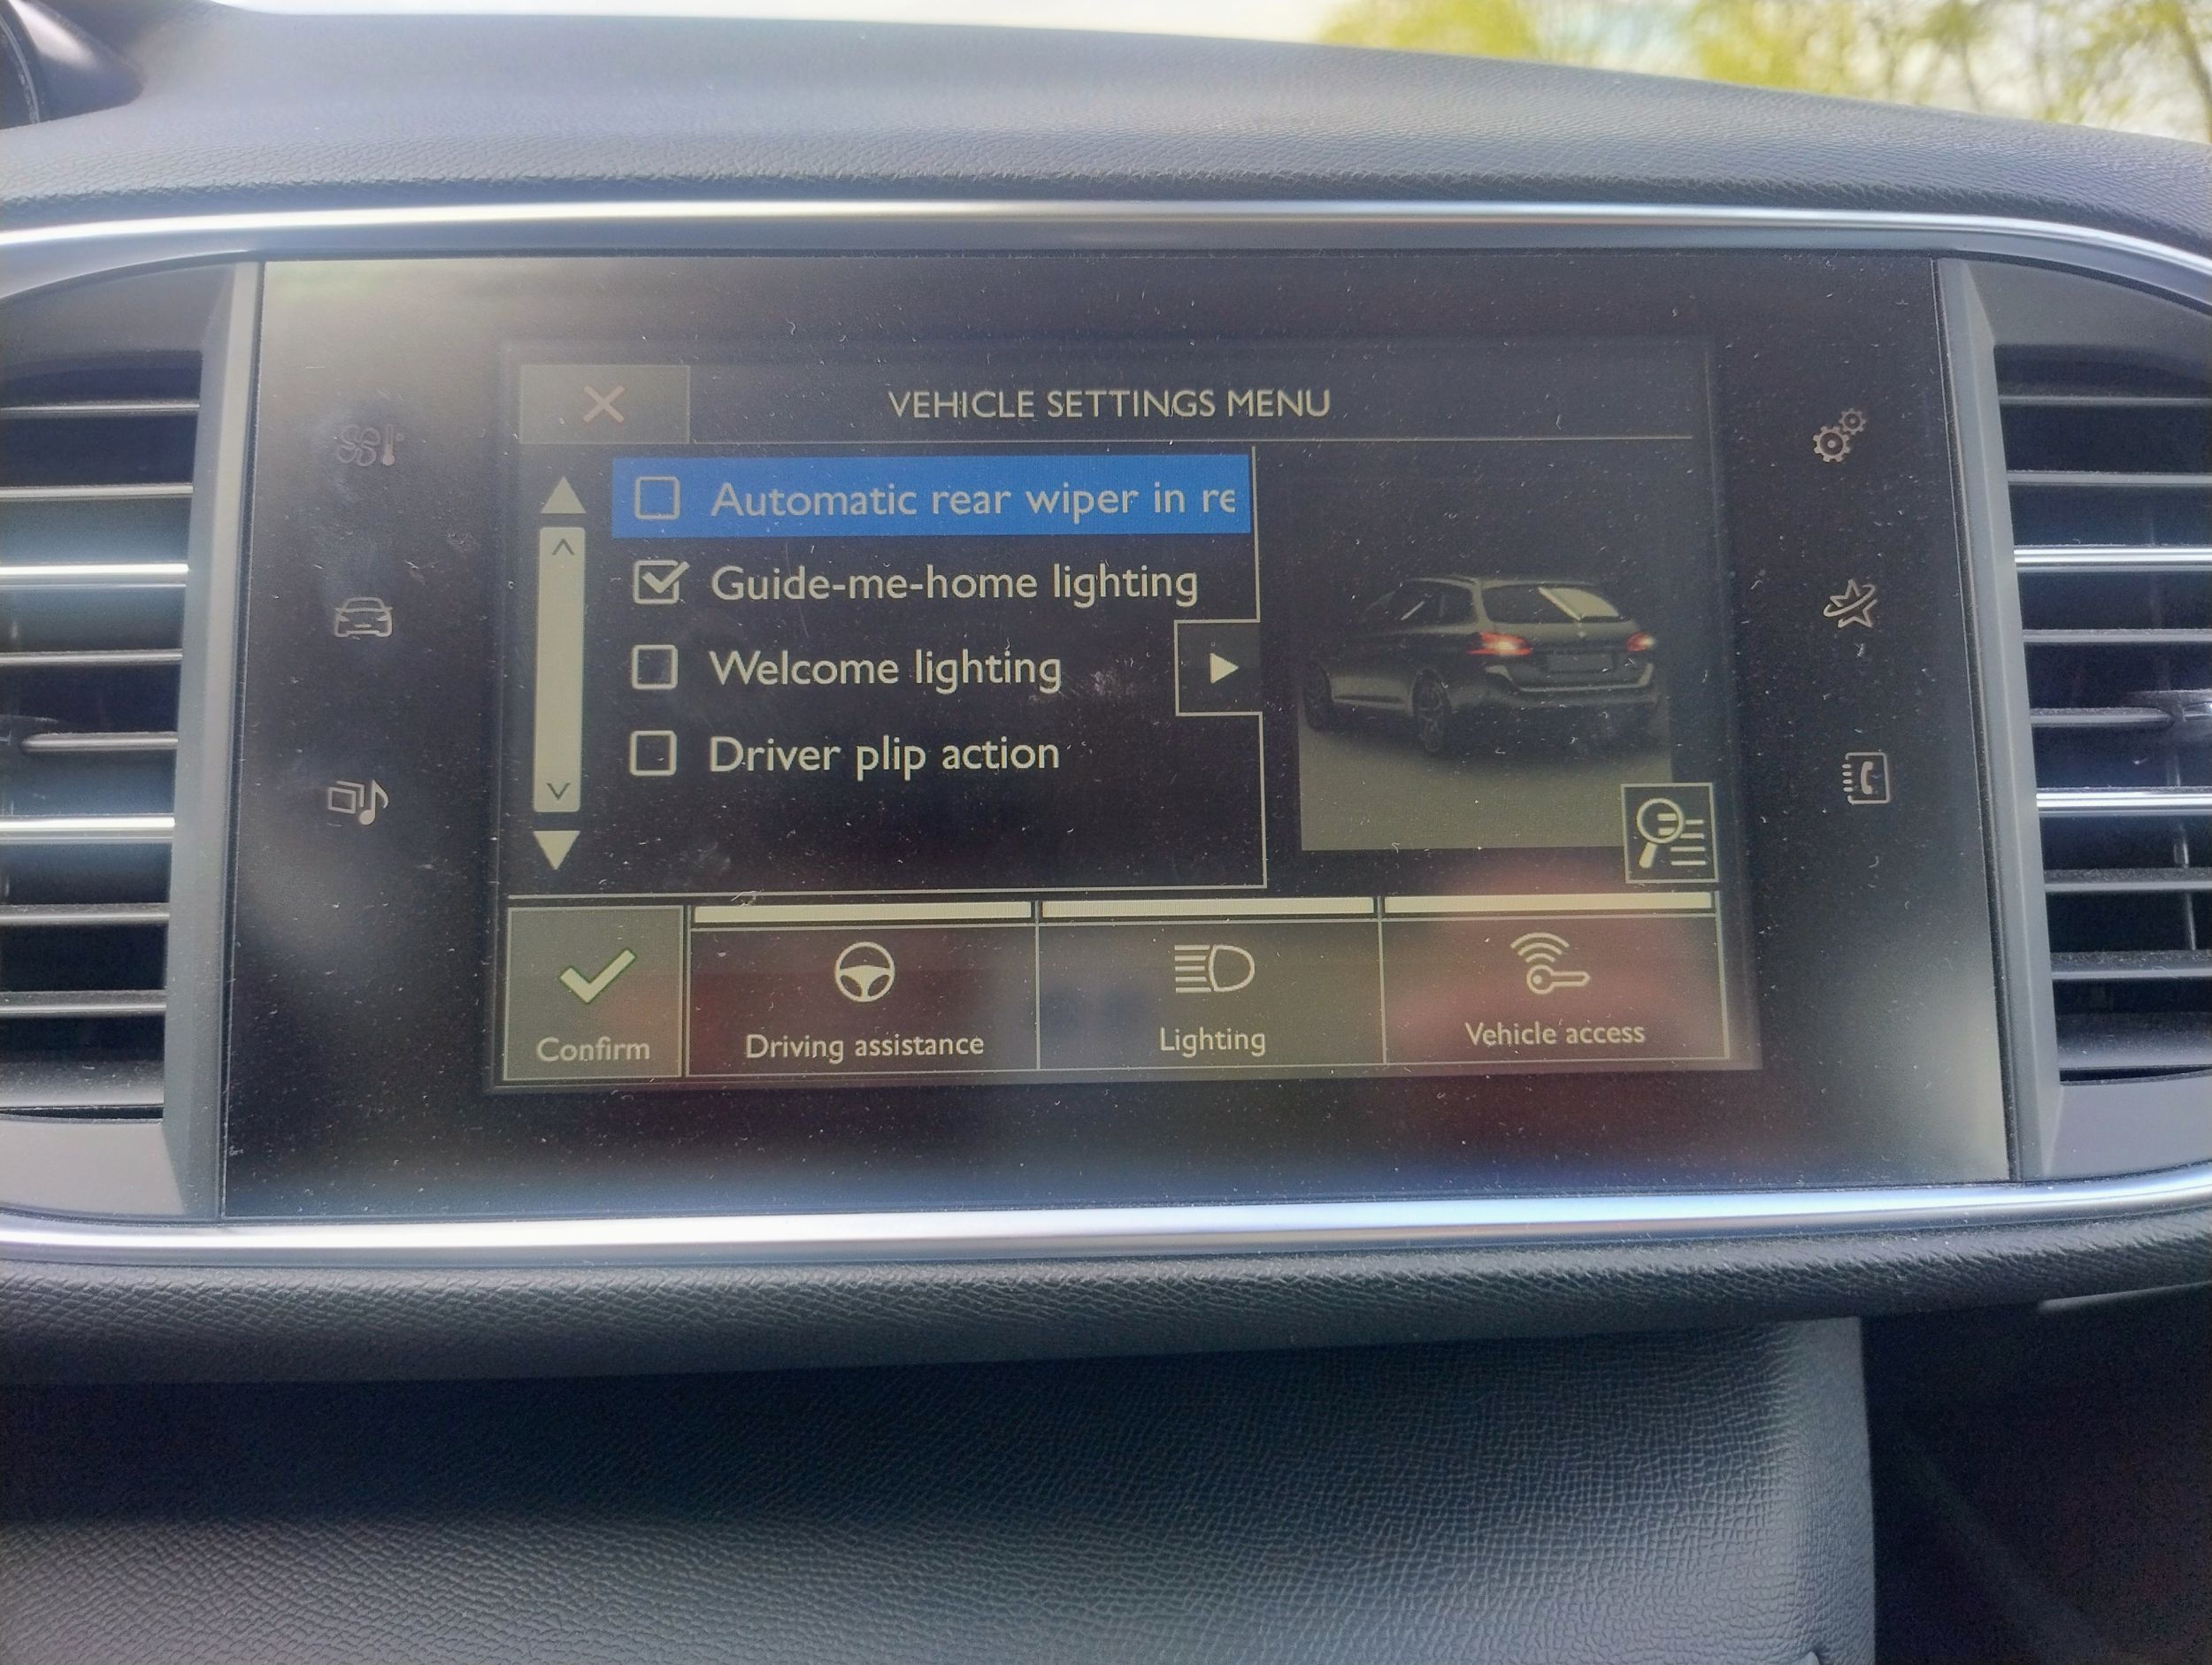 VEHICLE SETTINGS MENU
Automatic rear wiper in re
Guide-me-home lighting
Welcome lighting
Driver plip action
Confirm
Driving assistance
Lighting
Vehicle access